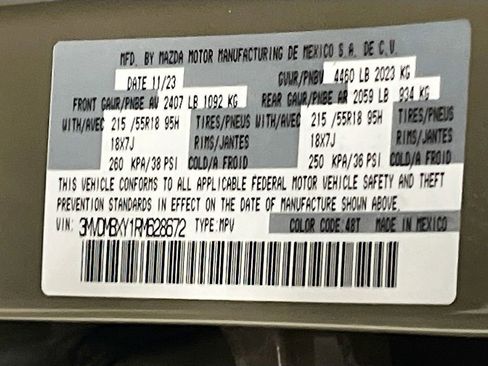 MFD. BY MAZDA MOTOR MANUFACTURING DE MEXICO S.A. DE C.V.
DATE 11/23 GVWR/PNBV 4460 LB 2023 KG
FRONT GAWR/PNBE AV 2407 LB 1092 KG REAR GAWR/PNBE AR 2059 LB 934 KG
WITH/AVEC 215 /55R18 95H TIRES/PNEUS WITH/AVEC 215 /55R18 95H TIRES/PNEUS
18X7J RIMS/JANTES 18X7J RIMS/JANTES
260 KPA/38 PSI COLD/A FROID 250 KPA/36 PSI COLD/A FROID
THIS VEHICLE CONFORMS TO ALL APPLICABLE FEDERAL MOTOR VEHICLE SAFETY AND THEFT
PREVENTION STANDARDS IN EFFECT ON THE DATE OF MANUFACTURE SHOWN ABOVE.
VIN: 3MVDMBXY1RM628672 TYPE: MPV COLOR CODE: 48T MADE IN MEXICO